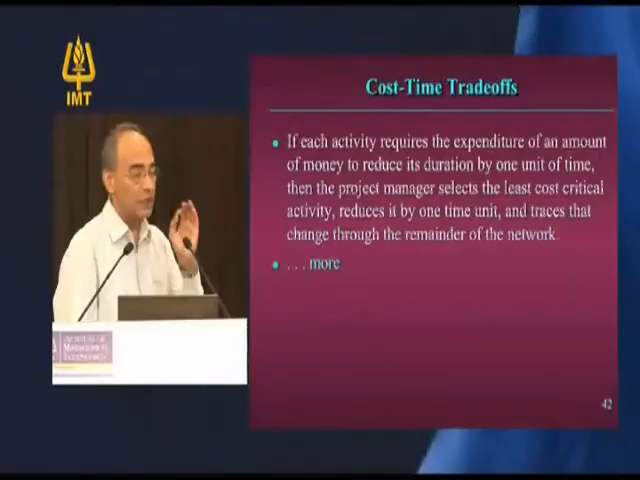 IMT
Cost-Time Tradeoffs
If each activity requires the expenditure of an amount
of money to reduce its duration by one unit of time,
then the project manager selects the least cost critical
activity, reduces it by one time unit, and traces that
change through the remainder of the network.
. . . more
42